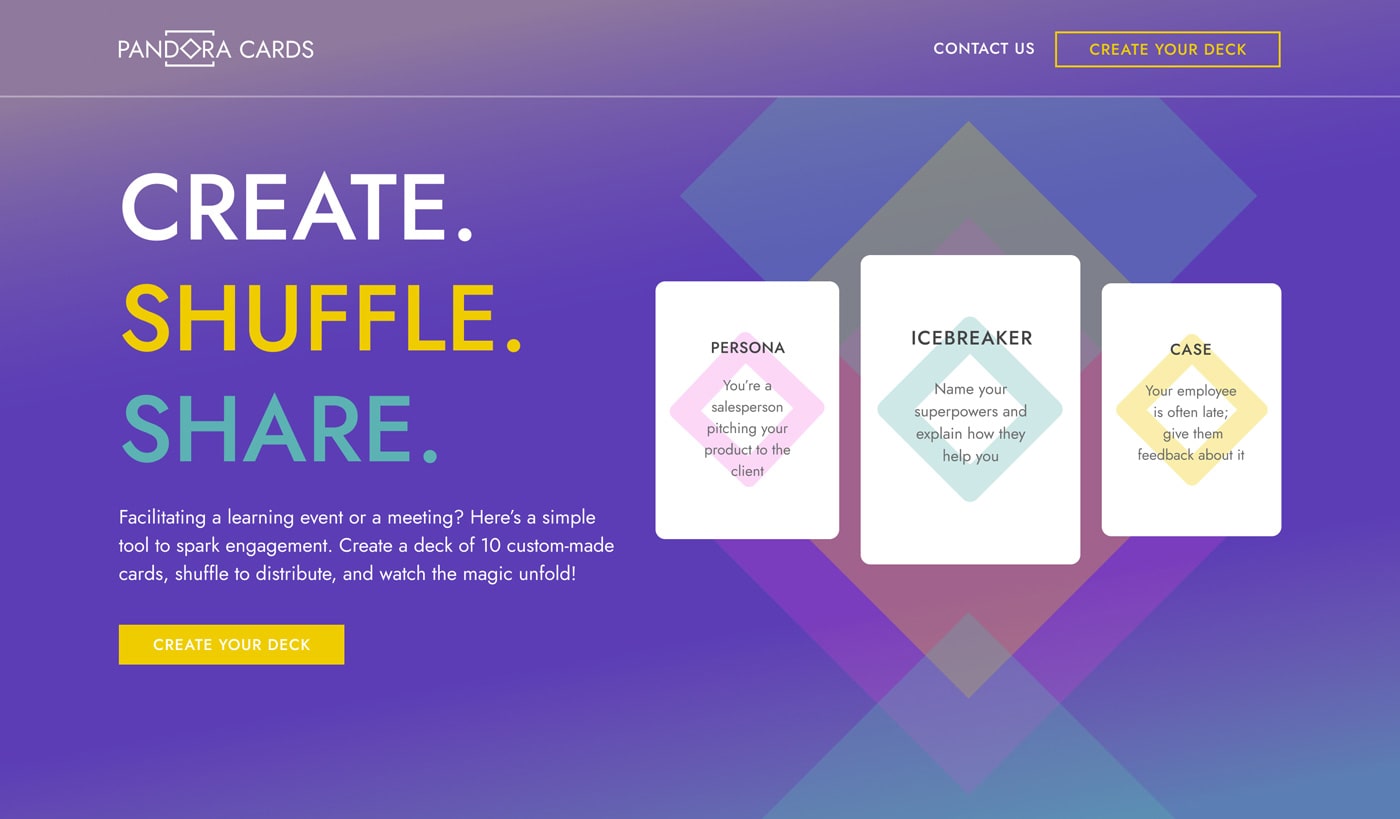 PANDORA CARDS
CONTACT US
CREATE YOUR DECK
CREATE.
SHUFFLE.
SHARE.
Facilitating a learning event or a meeting? Here’s a simple
tool to spark engagement. Create a deck of 10 custom-made
cards, shuffle to distribute, and watch the magic unfold!
CREATE YOUR DECK
PERSONA
You’re a
salesperson
pitching your
product to the
client
ICEBREAKER
Name your
superpowers and
explain how they
help you
CASE
Your employee
is often late;
give them
feedback about it